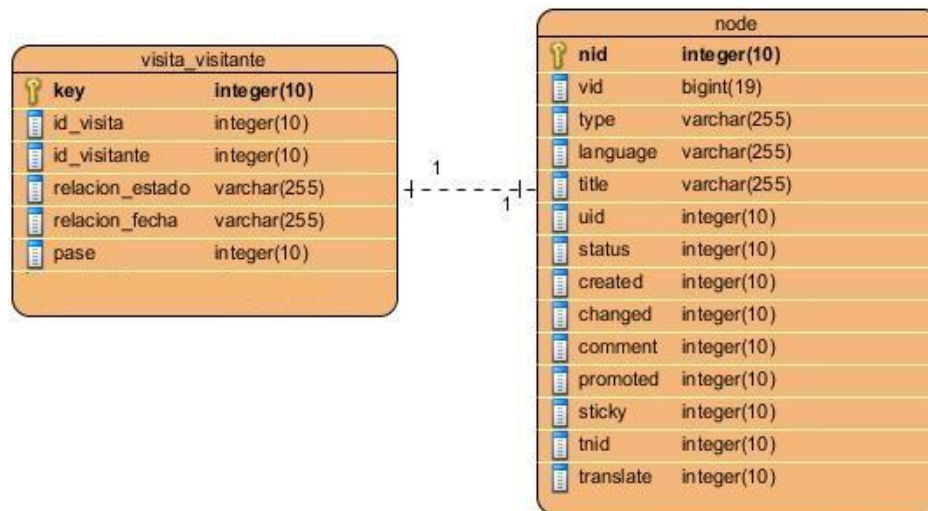 visita_visitante
key integer(10)
id_visita integer(10)
id_visitante integer(10)
relacion_estado varchar(255)
relacion_fecha varchar(255)
pase integer(10)
1
1
node
nid integer(10)
vid bigint(19)
type varchar(255)
language varchar(255)
title varchar(255)
uid integer(10)
status integer(10)
created integer(10)
changed integer(10)
comment integer(10)
promoted integer(10)
sticky integer(10)
tnid integer(10)
translate integer(10)